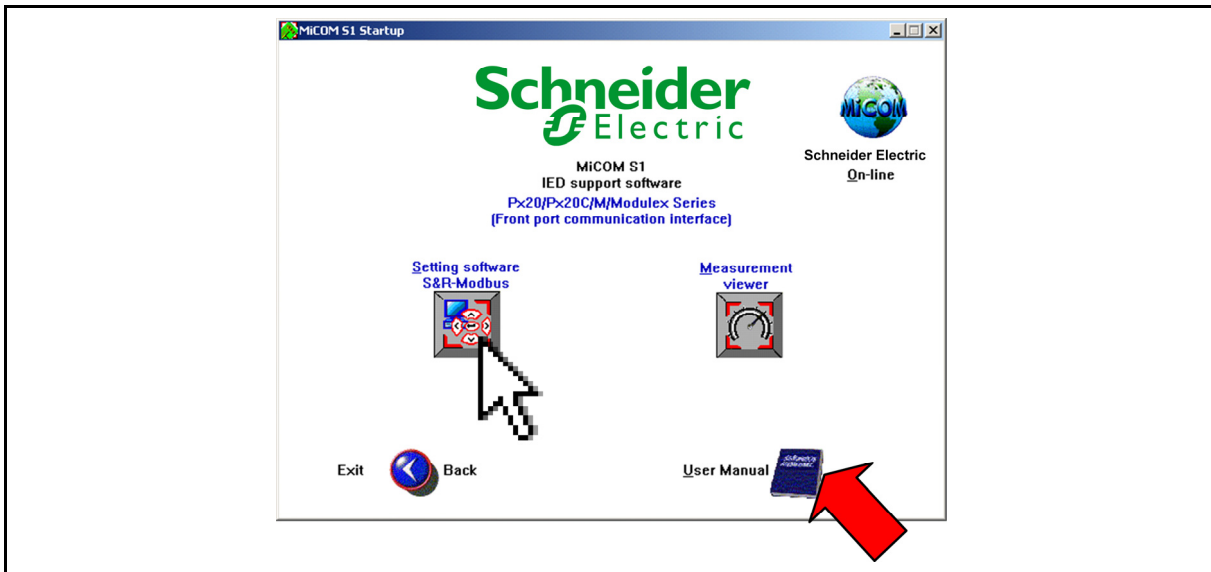 MiCOM S1 Startup
Schneider
Electric
MiCOM
Schneider Electric
On-line
MiCOM S1
IED support software
Px20/Px20C/M/Modulex Series
(Front port communication interface)
Setting software
S&R-Modbus
Measurement
viewer
Exit
Back
User Manual